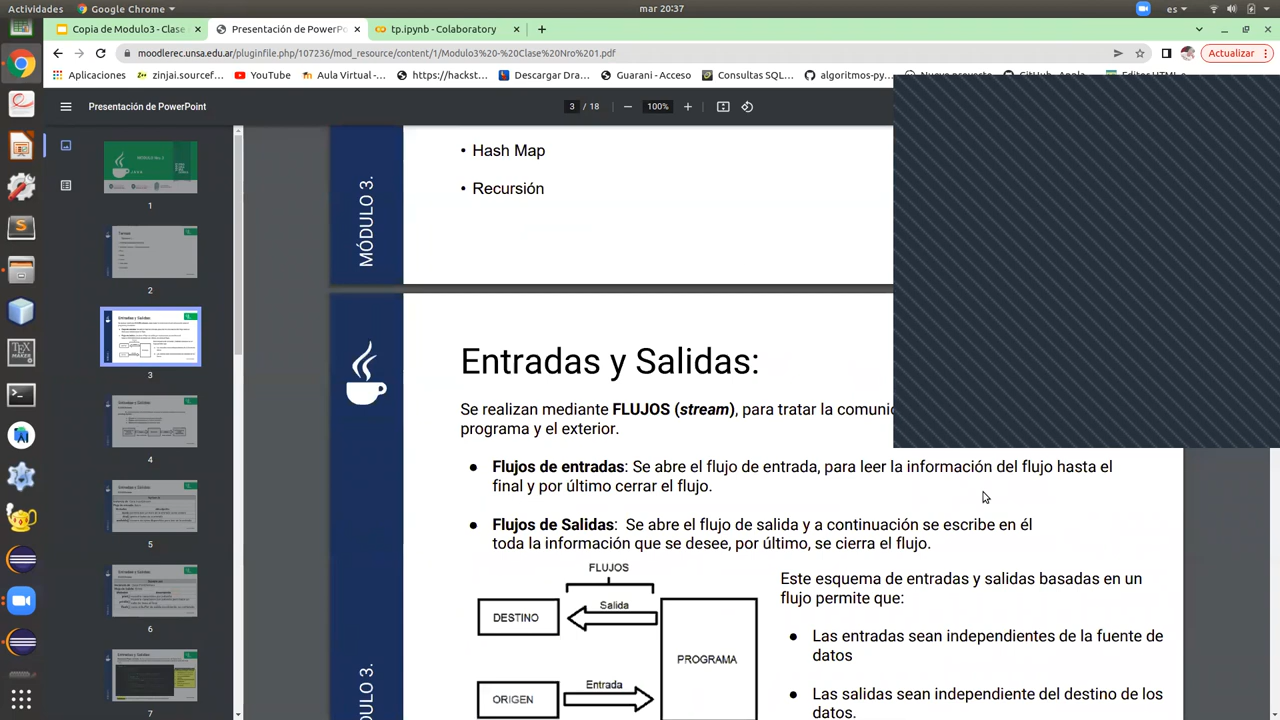 Actividades
Google Chrome
mar 20:37
es
Copia de Modulo3 - Clase
Presentación de PowerPo
tp.ipynb - Colaboratory
moodlerec.unsa.edu.ar/pluginfile.php/107236/mod_resource/content/1/Modulo3%20-%20Clase%20Nro%201.pdf
Actualizar
Aplicaciones
zinjai.sourcef...
YouTube
Aula Virtual -...
https://hackst...
Descargar Dra...
Guarani - Acceso
Consultas SQL...
algoritmos-py...
Presentación de PowerPoint
3 / 18
100%
1
2
3
4
5
6
7
• Hash Map
• Recursión
MÓDULO 3.
Entradas y Salidas:
Se realizan mediante FLUJOS (stream), para tratar la comunic
programa y el exterior.
● Flujos de entradas: Se abre el flujo de entrada, para leer la información del flujo hasta el
final y por último cerrar el flujo.
● Flujos de Salidas: Se abre el flujo de salida y a continuación se escribe en él
toda la información que se desee, por último, se cierra el flujo.
FLUJOS
DESTINO
Salida
PROGRAMA
ORIGEN
Entrada
Este esquema de entradas y salidas basadas en un
flujo permite que:
● Las entradas sean independientes de la fuente de
datos
● Las salidas sean independiente del destino de los
datos.
MÓDULO 3.